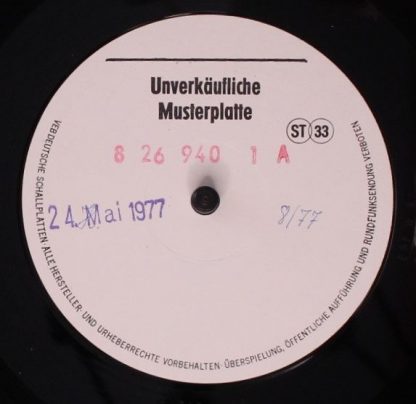 Unverkäufliche
Musterplatte
ST 33
8 26 940 1 A
24. Mai 1977
8/77
VEB DEUTSCHE SCHALLPLATTEN · ALLE HERSTELLER- UND URHEBERRECHTE VORBEHALTEN · ÜBERSPIELUNG, ÖFFENTLICHE AUFFÜHRUNG UND RUNDFUNKSENDUNG VERBOTEN